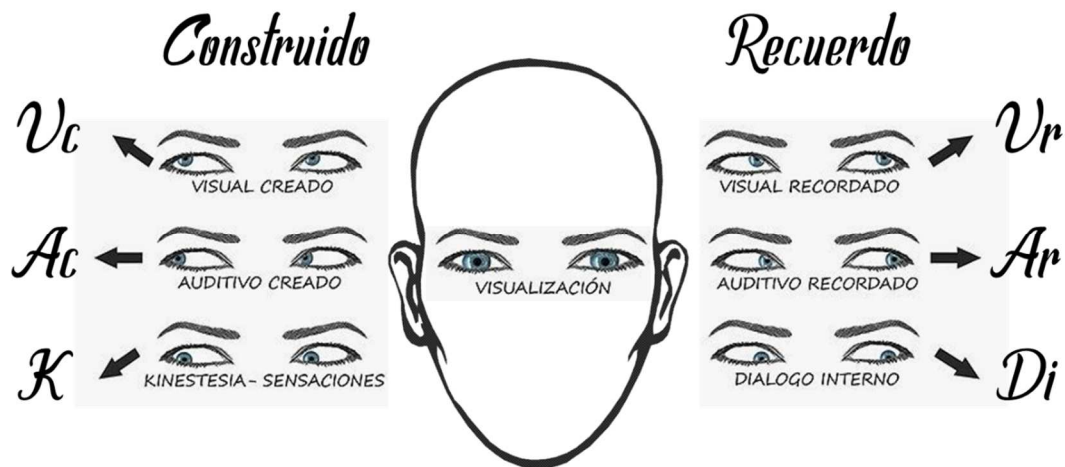 Construido
Recuerdo
Vc
VISUAL CREADO
VISUAL RECORDADO
Vr
Ac
AUDITIVO CREADO
VISUALIZACIÓN
AUDITIVO RECORDADO
Ar
K
KINESTESIA- SENSACIONES
DIALOGO INTERNO
Di